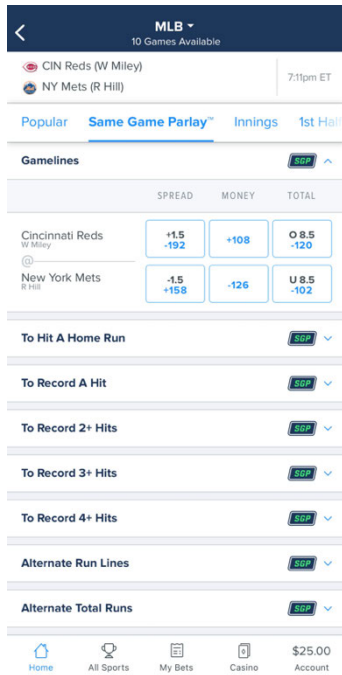 MLB
10 Games Available
CIN Reds (W Miley)
NY Mets (R Hill)
7:11pm ET
Popular Same Game Parlay™ Innings 1st Hal
Gamelines SGP
SPREAD MONEY TOTAL
Cincinnati Reds
W Miley
+1.5
-192
+108
O 8.5
-120
@
New York Mets
R Hill
-1.5
+158
-126
U 8.5
-102
To Hit A Home Run SGP
To Record A Hit SGP
To Record 2+ Hits SGP
To Record 3+ Hits SGP
To Record 4+ Hits SGP
Alternate Run Lines SGP
Alternate Total Runs SGP
$25.00
Home All Sports My Bets Casino Account